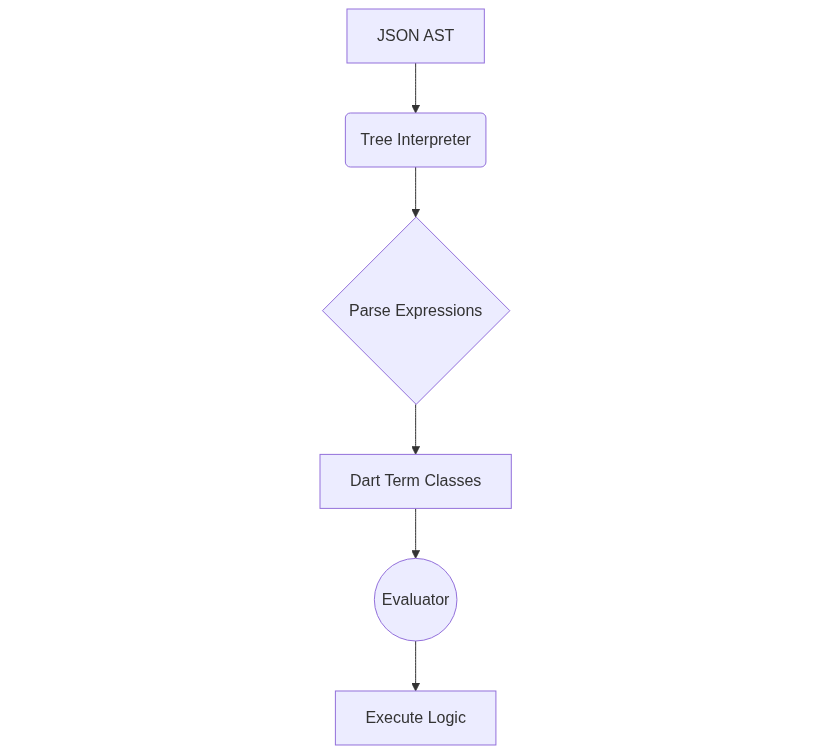 JSON AST
Tree Interpreter
Parse Expressions
Dart Term Classes
Evaluator
Execute Logic